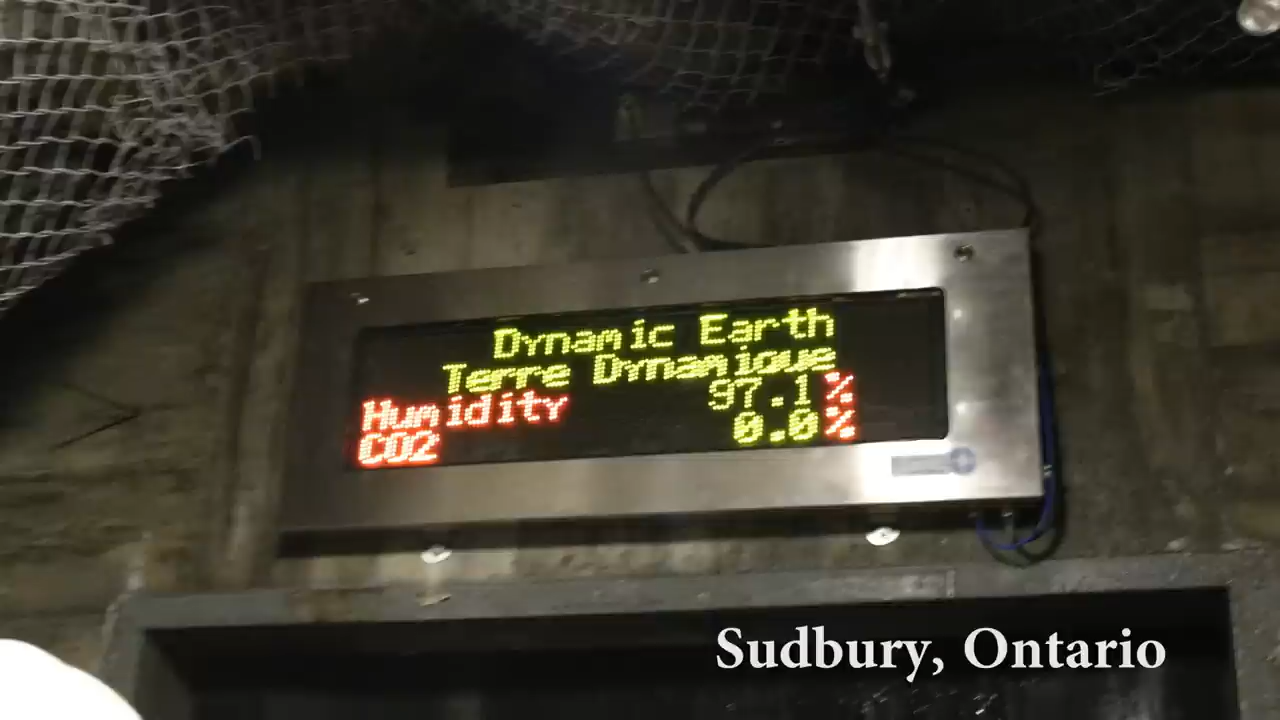 Dynamic Earth
Terre Dynamique
Humidity 97.1 %
CO2 0.0 %
Sudbury, Ontario